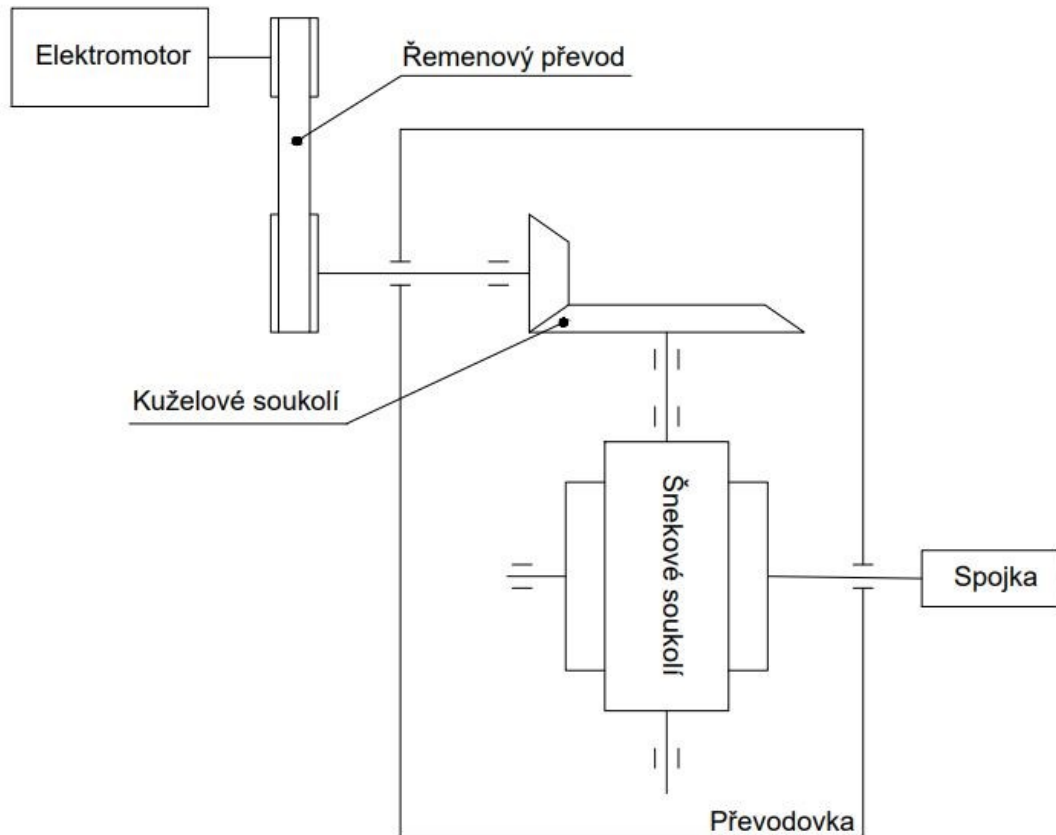 Elektromotor
Řemenový převod
Kuželové soukolí
Šnekové soukolí
Spojka
Převodovka